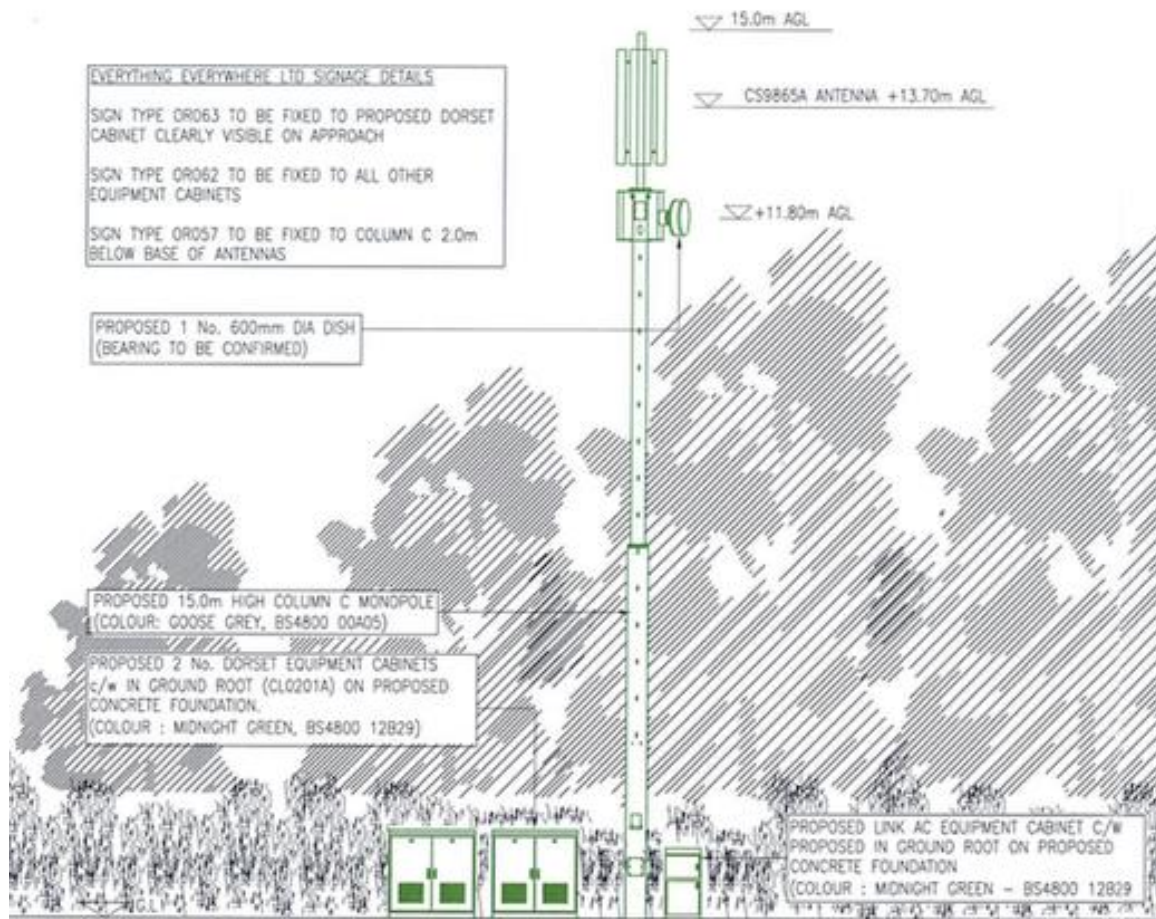 15.0m AGL
EVERYTHING EVERYWHERE LTD SIGNAGE DETAILS
SIGN TYPE OR063 TO BE FIXED TO PROPOSED DORSET
CABINET CLEARLY VISIBLE ON APPROACH
SIGN TYPE OR062 TO BE FIXED TO ALL OTHER
EQUIPMENT CABINETS
SIGN TYPE OR057 TO BE FIXED TO COLUMN C 2.0m
BELOW BASE OF ANTENNAS
CS9865A ANTENNA +13.70m AGL
+11.80m AGL
PROPOSED 1 No. 600mm DIA DISH
(BEARING TO BE CONFIRMED)
PROPOSED 15.0m HIGH COLUMN C MONOPOLE
(COLOUR: GOOSE GREY, BS4800 00A05)
PROPOSED 2 No. DORSET EQUIPMENT CABINETS
c/w IN GROUND ROOT (CL0201A) ON PROPOSED
CONCRETE FOUNDATION.
(COLOUR : MIDNIGHT GREEN, BS4800 12B29)
PROPOSED LINK AC EQUIPMENT CABINET C/W
PROPOSED IN GROUND ROOT ON PROPOSED
CONCRETE FOUNDATION
(COLOUR : MIDNIGHT GREEN – BS4800 12B29
G.L